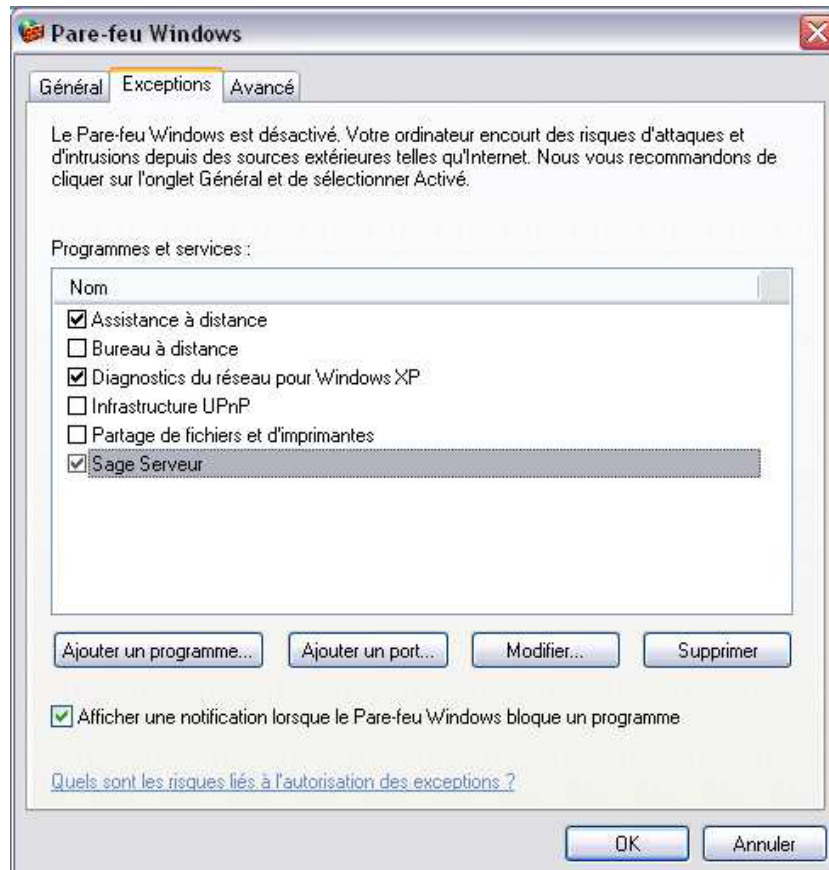 Pare-feu Windows
Général Exceptions Avancé
Le Pare-feu Windows est désactivé. Votre ordinateur encourt des risques d'attaques et
d'intrusions depuis des sources extérieures telles qu'Internet. Nous vous recommandons de
cliquer sur l'onglet Général et de sélectionner Activé.
Programmes et services :
Nom
Assistance à distance
Bureau à distance
Diagnostics du réseau pour Windows XP
Infrastructure UPnP
Partage de fichiers et d'imprimantes
Sage Serveur
Ajouter un programme... Ajouter un port... Modifier... Supprimer
Afficher une notification lorsque le Pare-feu Windows bloque un programme
Quels sont les risques liés à l'autorisation des exceptions ?
OK Annuler